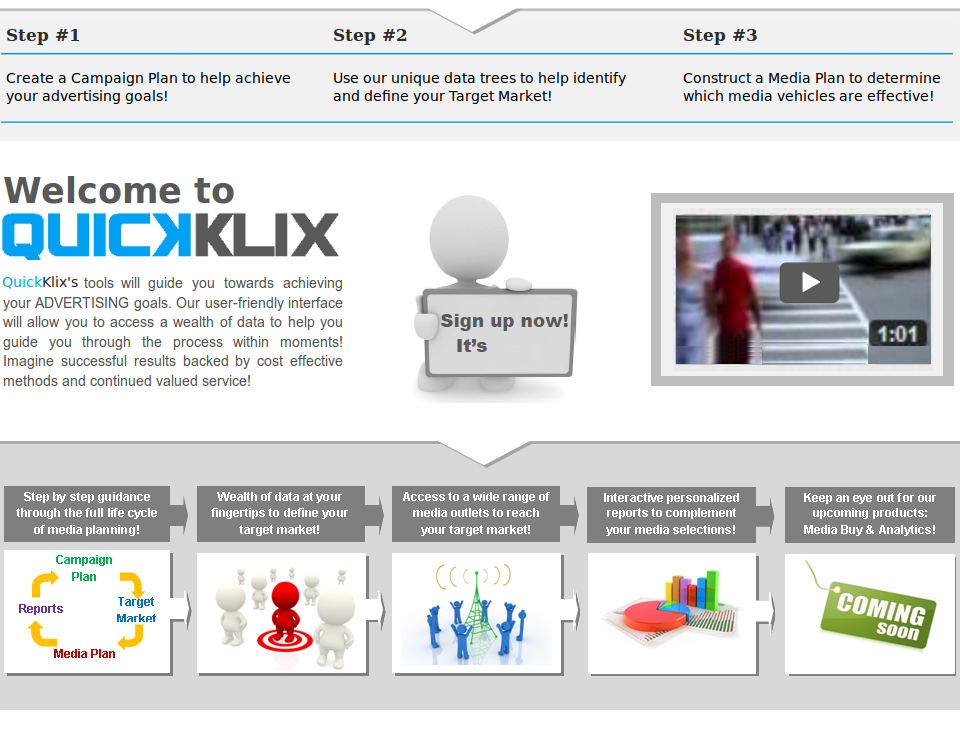 Step #1
Create a Campaign Plan to help achieve
your advertising goals!
Step #2
Use our unique data trees to help identify
and define your Target Market!
Step #3
Construct a Media Plan to determine
which media vehicles are effective!
Welcome to
QUICKKLIX
QuickKlix's tools will guide you towards achieving
your ADVERTISING goals. Our user-friendly interface
will allow you to access a wealth of data to help you
guide you through the process within moments!
Imagine successful results backed by cost effective
methods and continued valued service!
Sign up now!
It's
1:01
Step by step guidance
through the full life cycle
of media planning!
Wealth of data at your
fingertips to define your
target market!
Access to a wide range of
media outlets to reach
your target market!
Interactive personalized
reports to complement
your media selections!
Keep an eye out for our
upcoming products:
Media Buy & Analytics!
Campaign
Plan
Target
Market
Media Plan
Reports
COMING
soon